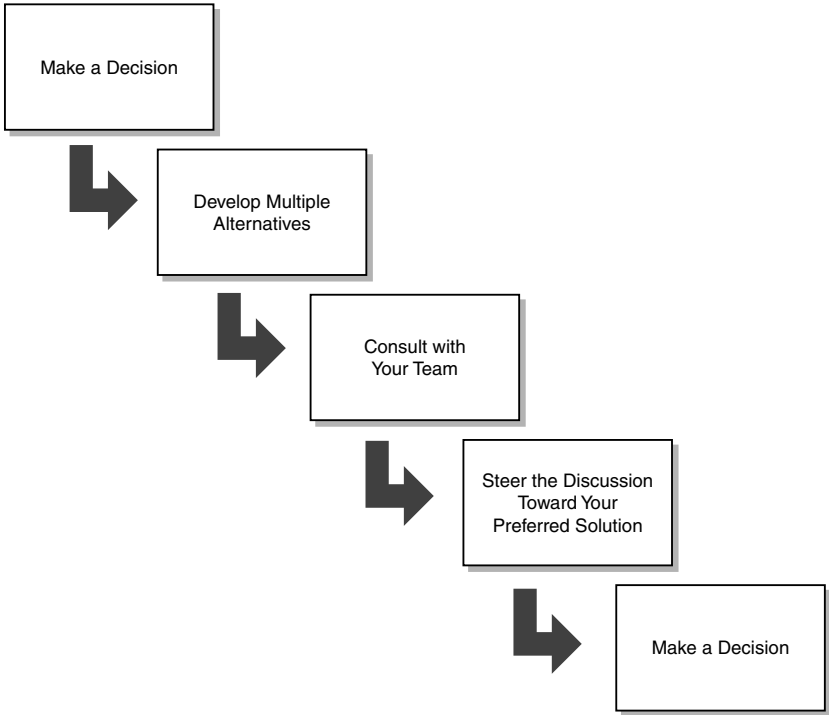 Make a Decision
Develop Multiple
Alternatives
Consult with
Your Team
Steer the Discussion
Toward Your
Preferred Solution
Make a Decision